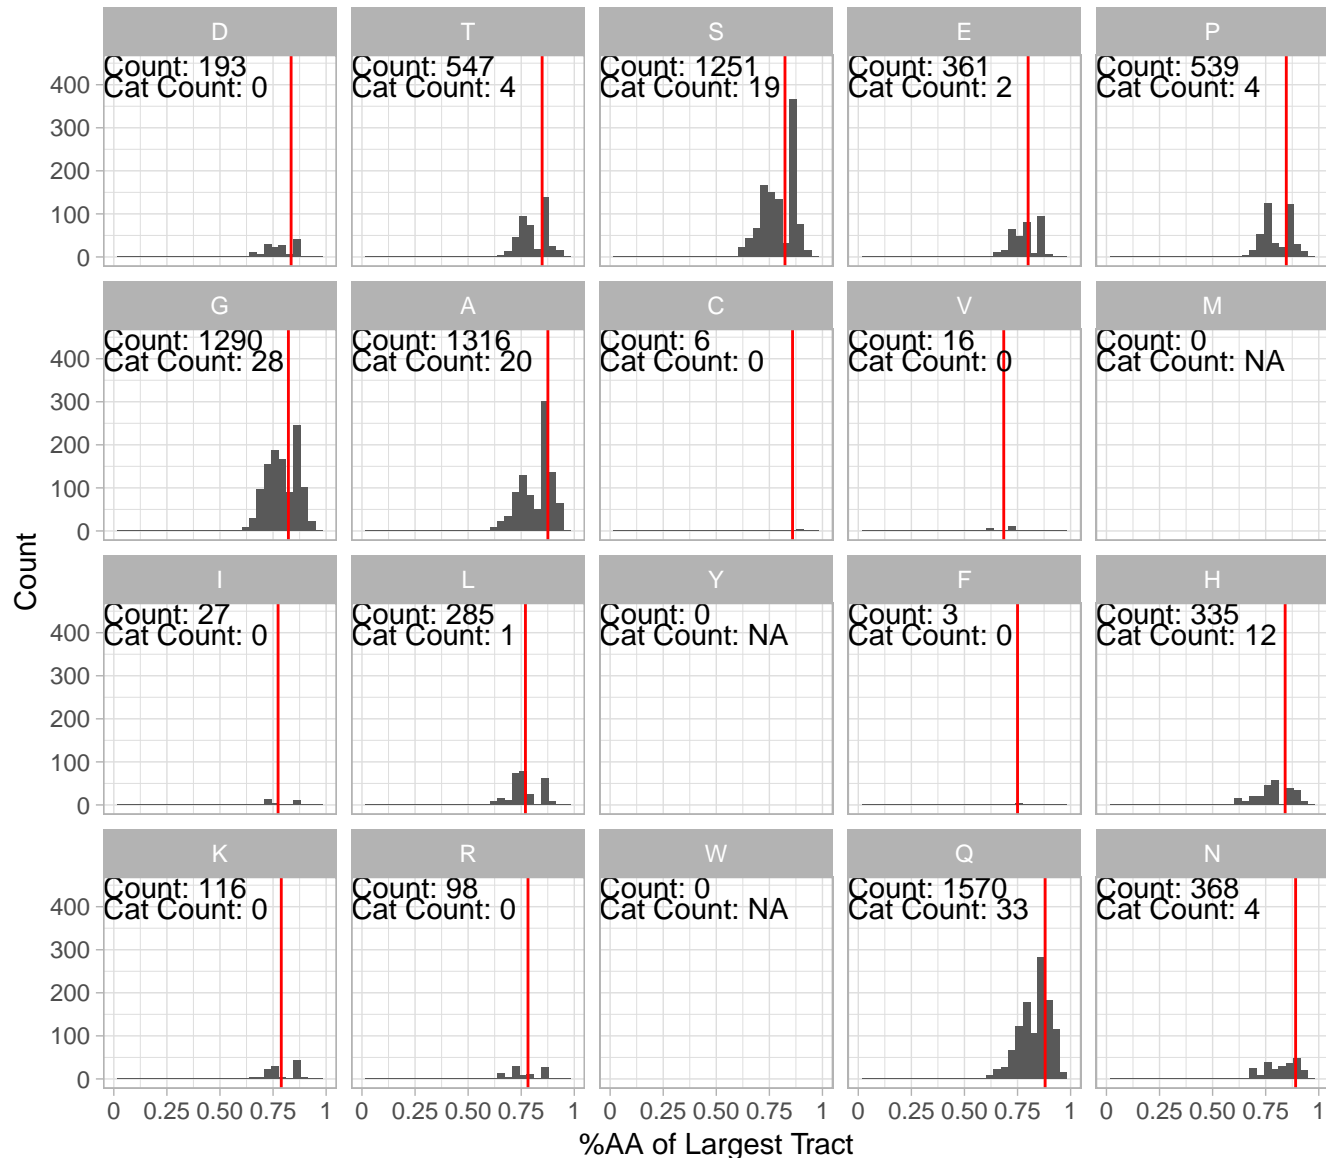 D T S E P
Count: 193 Count: 547 Count: 1251 Count: 361 Count: 539
400 Cat Count: 0 Cat Count: 4 Cat Count: 19 Cat Count: 2 Cat Count: 4
300
200
100
0
G A C V M
Count: 1290 Count: 1316 Count: 6 Count: 16 Count: 0
400 Cat Count: 28 Cat Count: 20 Cat Count: 0 Cat Count: 0 Cat Count: NA
300
200
100
0
Count
I L Y F H
Count: 27 Count: 285 Count: 0 Count: 3 Count: 335
400 Cat Count: 0 Cat Count: 1 Cat Count: NA Cat Count: 0 Cat Count: 12
300
200
100
0
K R W Q N
Count: 116 Count: 98 Count: 0 Count: 1570 Count: 368
400 Cat Count: 0 Cat Count: 0 Cat Count: NA Cat Count: 33 Cat Count: 4
300
200
100
0
0 0.25 0.50 0.75 1 0 0.25 0.50 0.75 1 0 0.25 0.50 0.75 1 0 0.25 0.50 0.75 1 0 0.25 0.50 0.75 1
%AA of Largest Tract